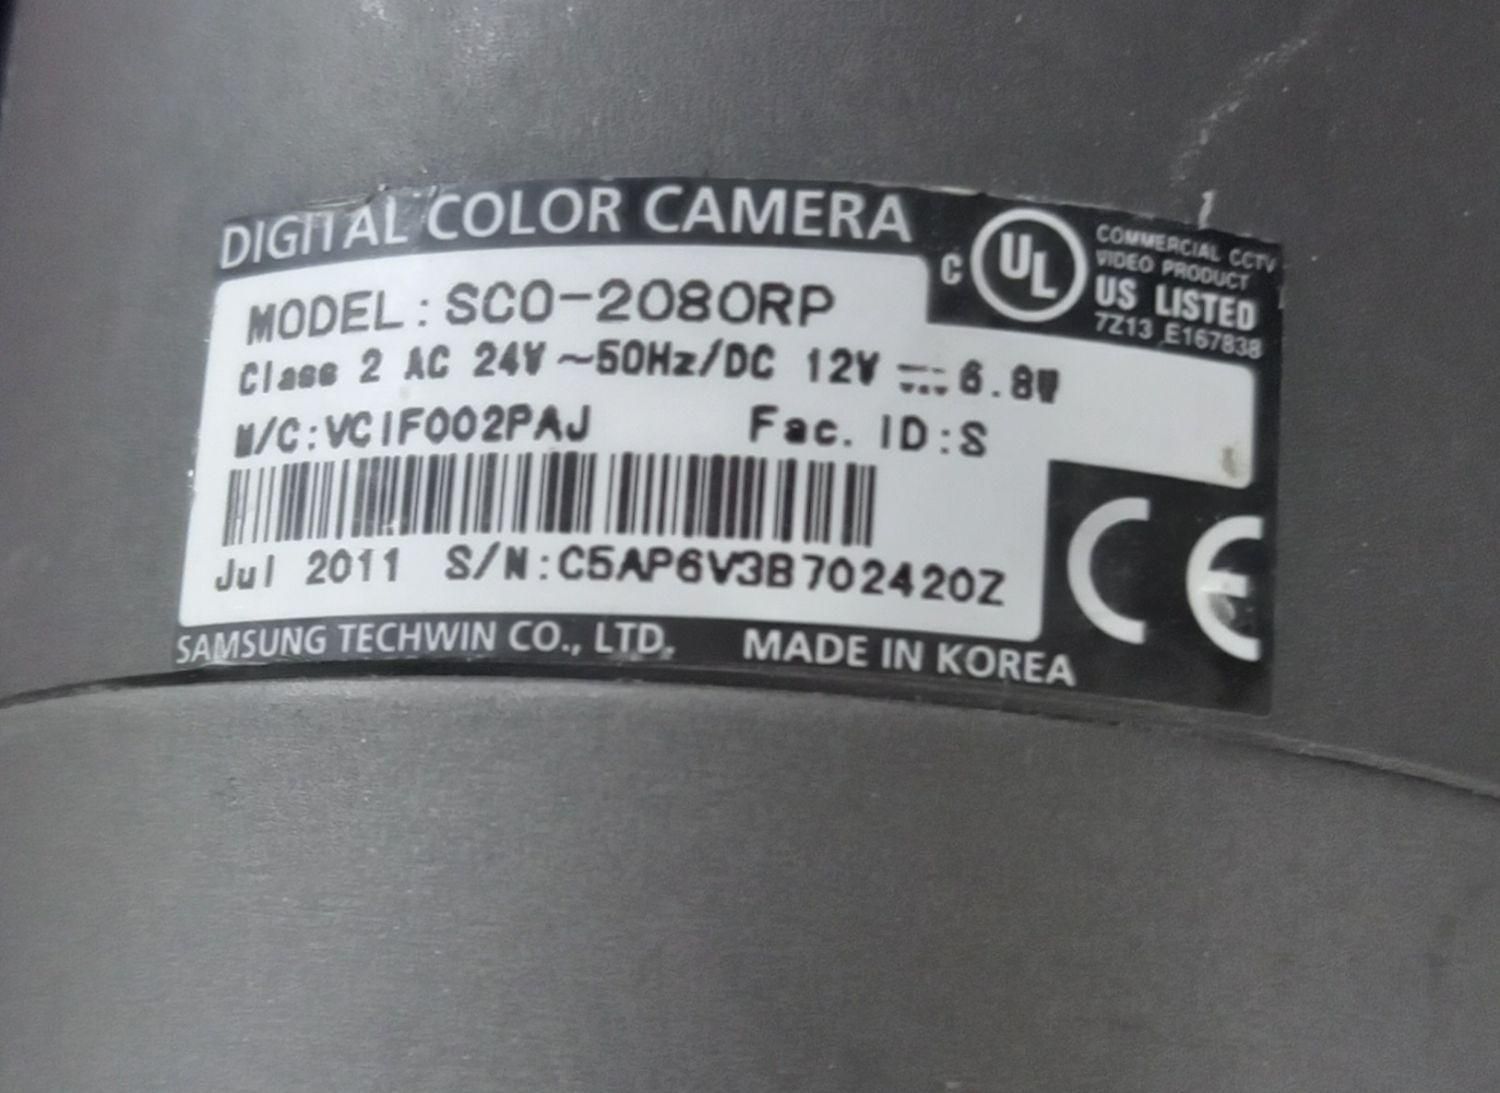 DIGITAL COLOR CAMERA
C UL
COMMERCIAL CCTV
VIDEO PRODUCT
US LISTED
7Z13 E167838
MODEL : SCO-2080RP
Class 2 AC 24V ~50Hz/DC 12V ⎓ 6.8W
M/C:VCIF002PAJ Fac. ID:S
Jul 2011 S/N:C5AP6V3B702420Z
CE
SAMSUNG TECHWIN CO., LTD. MADE IN KOREA